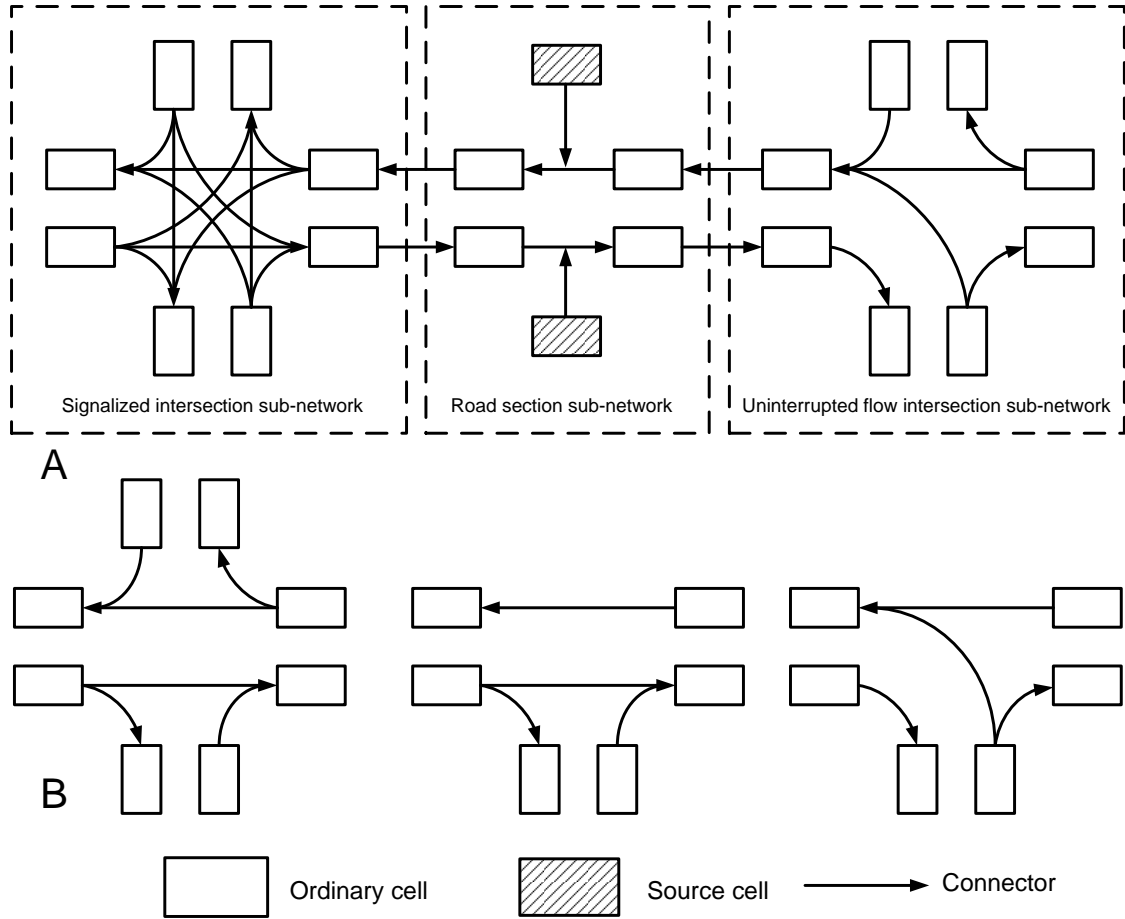 Signalized intersection sub-network
Road section sub-network
Uninterrupted flow intersection sub-network
A
B
Ordinary cell
Source cell
Connector